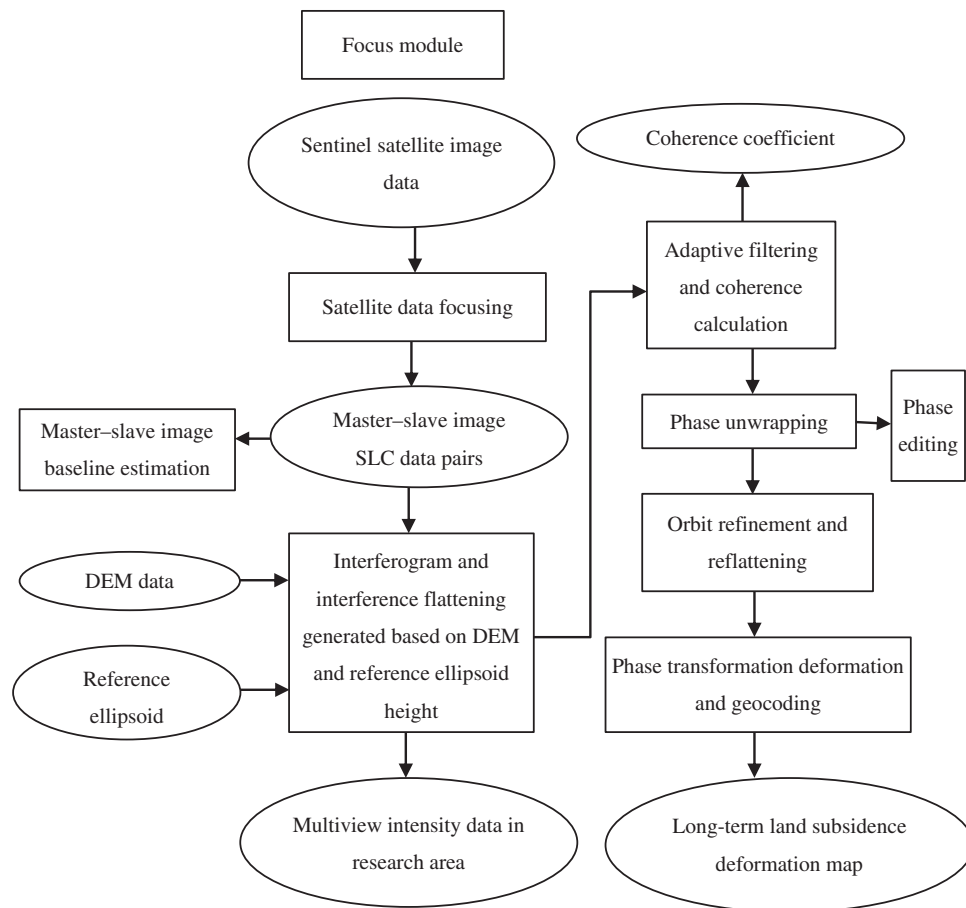 Focus module
Sentinel satellite image
data
Satellite data focusing
Master–slave image
SLC data pairs
Master–slave image
baseline estimation
DEM data
Reference
ellipsoid
Interferogram and
interference flattening
generated based on DEM
and reference ellipsoid
height
Multiview intensity data in
research area
Coherence coefficient
Adaptive filtering
and coherence
calculation
Phase unwrapping
Phase
editing
Orbit refinement and
reflattening
Phase transformation deformation
and geocoding
Long-term land subsidence
deformation map